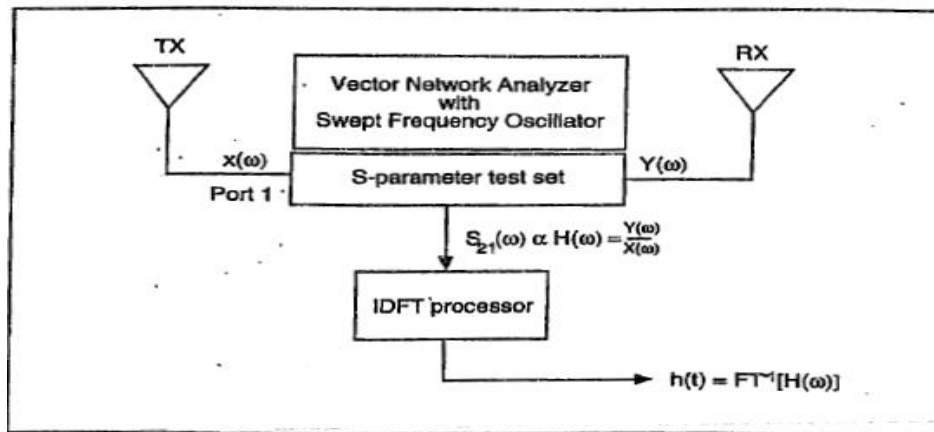 TX
RX
Vector Network Analyzer
with
Swept Frequency Oscillator
x(ω)
Y(ω)
Port 1
S-parameter test set
S₂₁(ω) α H(ω) = Y(ω)/X(ω)
IDFT processor
h(t) = FT⁻¹[H(ω)]